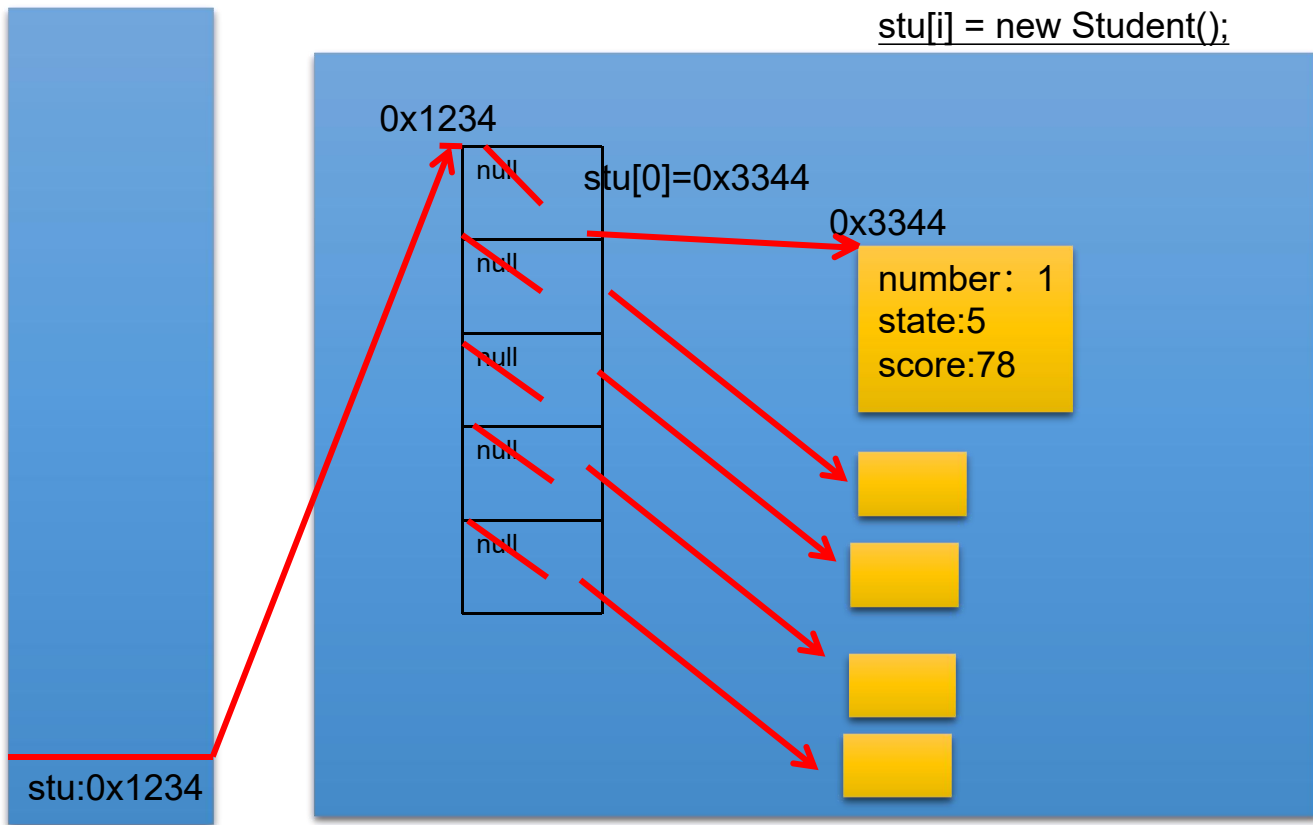 stu[i] = new Student();
0x1234
null
stu[0]=0x3344
0x3344
null
number：1
state:5
score:78
null
null
null
stu:0x1234